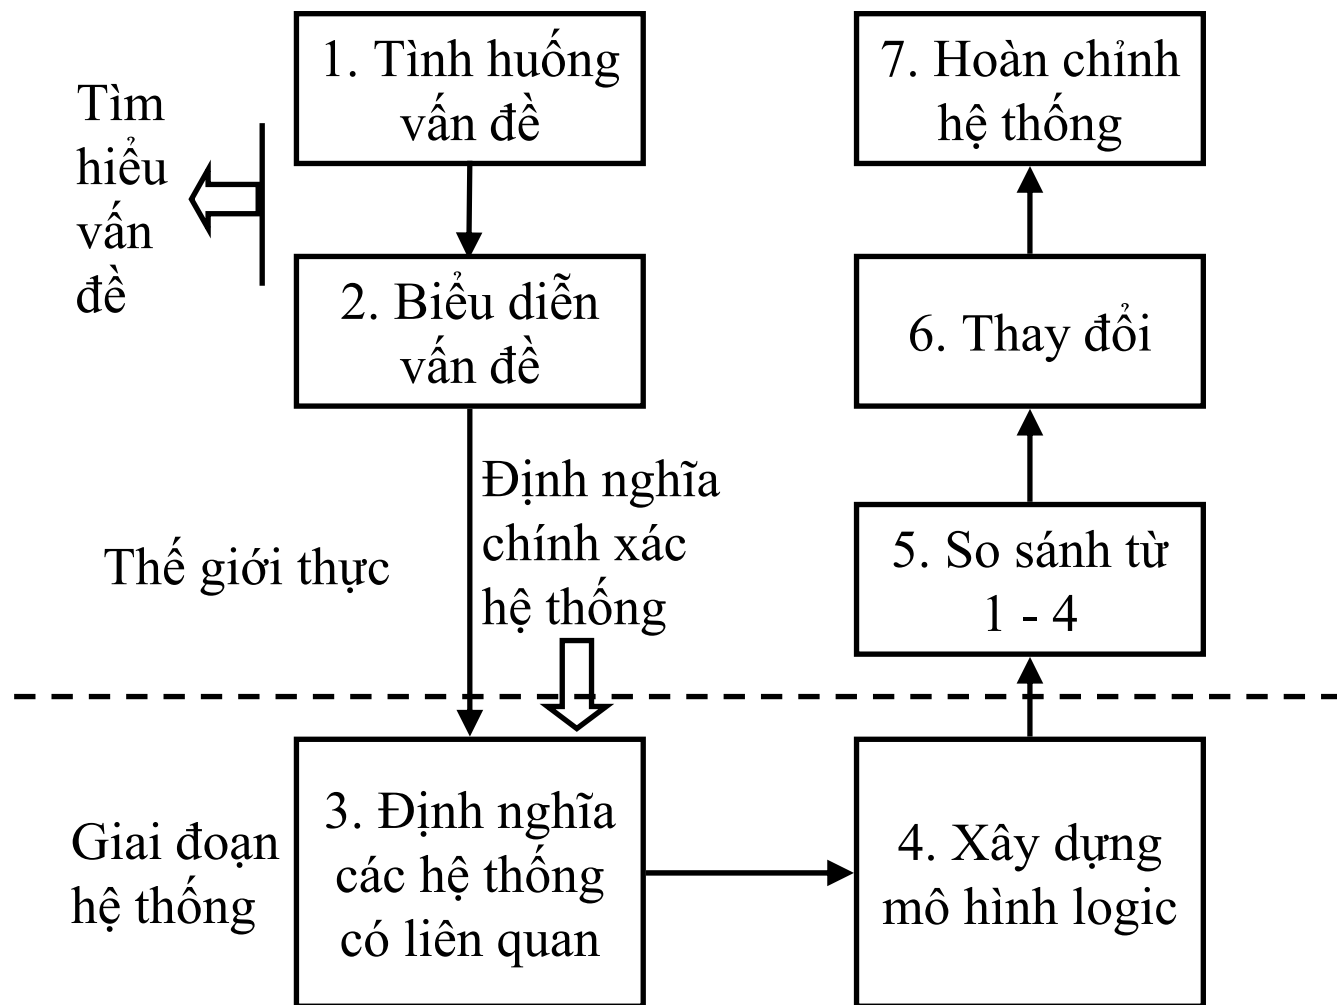 1. Tình huống
vấn đề
7. Hoàn chỉnh
hệ thống
Tìm
hiểu
vấn
đề
2. Biểu diễn
vấn đề
6. Thay đổi
Định nghĩa
chính xác
hệ thống
Thế giới thực
5. So sánh từ
1 - 4
Giai đoạn
hệ thống
3. Định nghĩa
các hệ thống
có liên quan
4. Xây dựng
mô hình logic